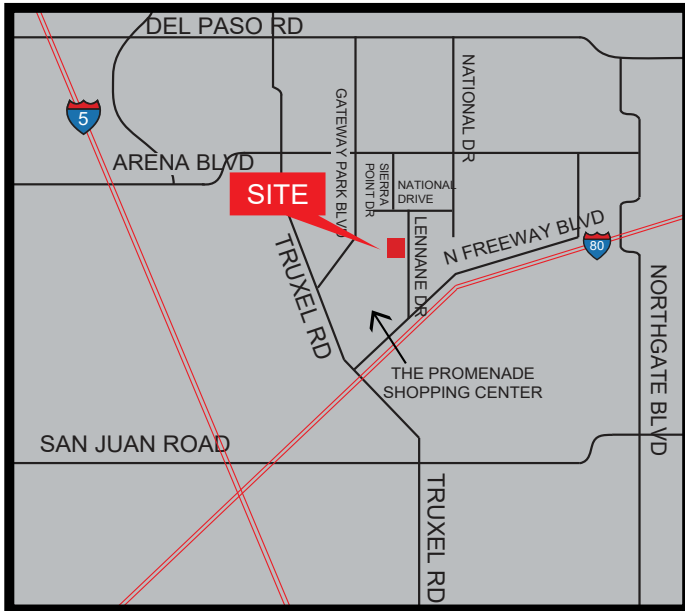 DEL PASO RD
5
GATEWAY PARK BLVD
NATIONAL DR
ARENA BLVD
SIERRA
POINT DR
NATIONAL
DRIVE
SITE
LENNANE DR
N FREEWAY BLVD
80
TRUXEL RD
NORTHGATE BLVD
THE PROMENADE
SHOPPING CENTER
SAN JUAN ROAD
TRUXEL RD